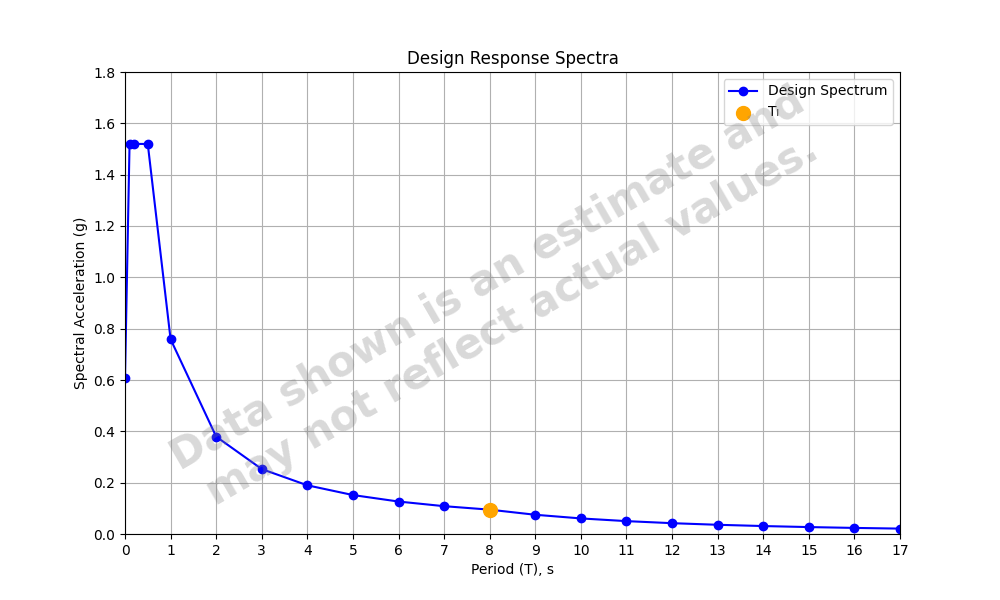 Design Response Spectra
Spectral Acceleration (g)
1.8
1.6
1.4
1.2
1.0
0.8
0.6
0.4
0.2
0.0
Design Spectrum
Tₗ
Data shown is an estimate and
may not reflect actual values.
0 1 2 3 4 5 6 7 8 9 10 11 12 13 14 15 16 17
Period (T), s